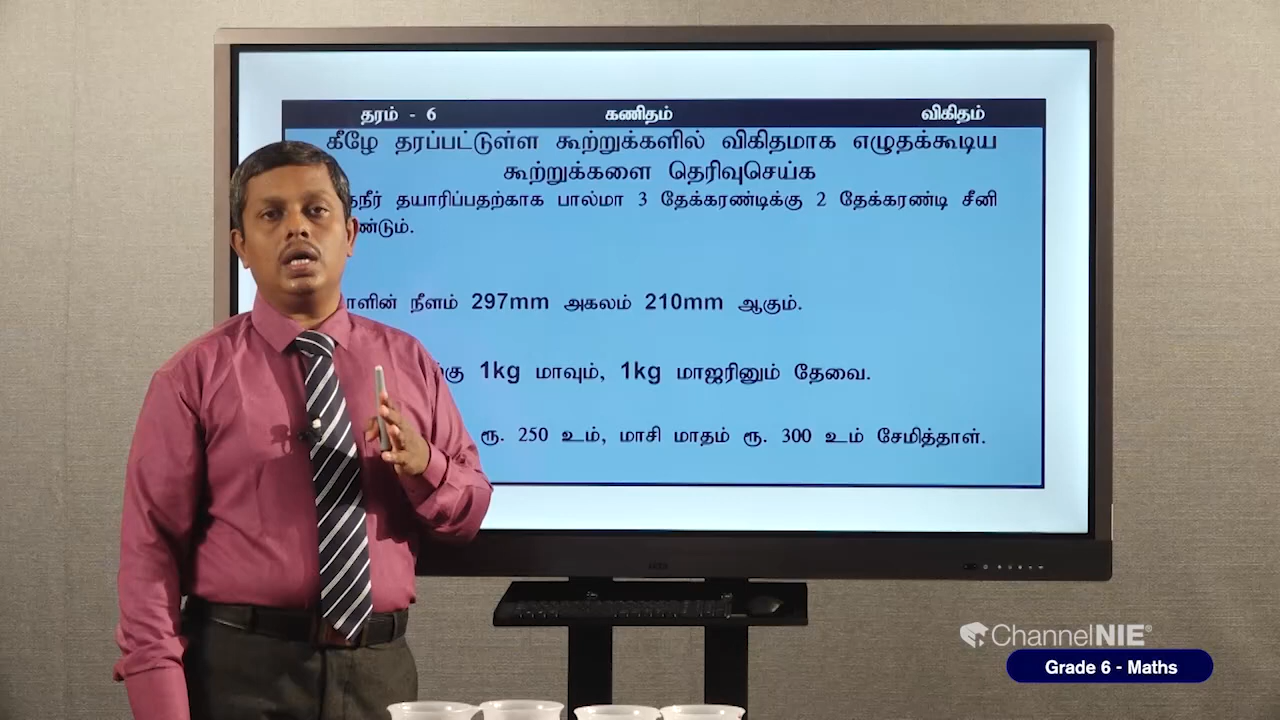 தரம் - 6 கணிதம் விகிதம்
கீழே தரப்பட்டுள்ள கூற்றுக்களில் விகிதமாக எழுதக்கூடிய
கூற்றுக்களை தெரிவுசெய்க
தயாரிப்பதற்காக பால்மா 3 தேக்கரண்டிக்கு 2 தேக்கரண்டி சீனி
நீளம் 297mm அகலம் 210mm ஆகும்.
1kg மாவும், 1kg மாஜரினும் தேவை.
ரூ. 250 உம், மாசி மாதம் ரூ. 300 உம் சேமித்தாள்.
ChannelNIE®
Grade 6 - Maths